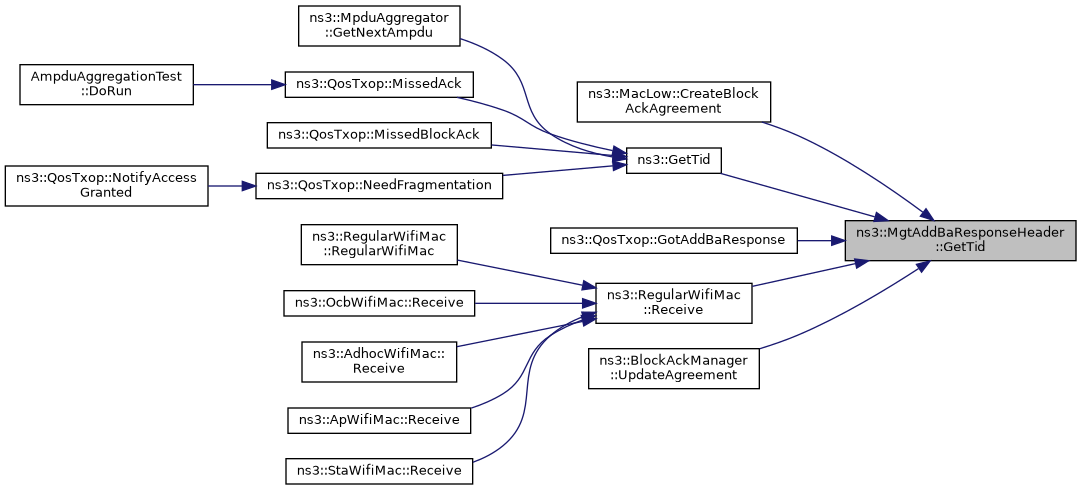 ns3::MpduAggregator
::GetNextAmpdu
AmpduAggregationTest
::DoRun
ns3::QosTxop::MissedAck
ns3::MacLow::CreateBlock
AckAgreement
ns3::QosTxop::MissedBlockAck
ns3::GetTid
ns3::QosTxop::NotifyAccess
Granted
ns3::QosTxop::NeedFragmentation
ns3::MgtAddBaResponseHeader
::GetTid
ns3::RegularWifiMac
::RegularWifiMac
ns3::QosTxop::GotAddBaResponse
ns3::OcbWifiMac::Receive
ns3::RegularWifiMac
::Receive
ns3::AdhocWifiMac::
Receive
ns3::BlockAckManager
::UpdateAgreement
ns3::ApWifiMac::Receive
ns3::StaWifiMac::Receive